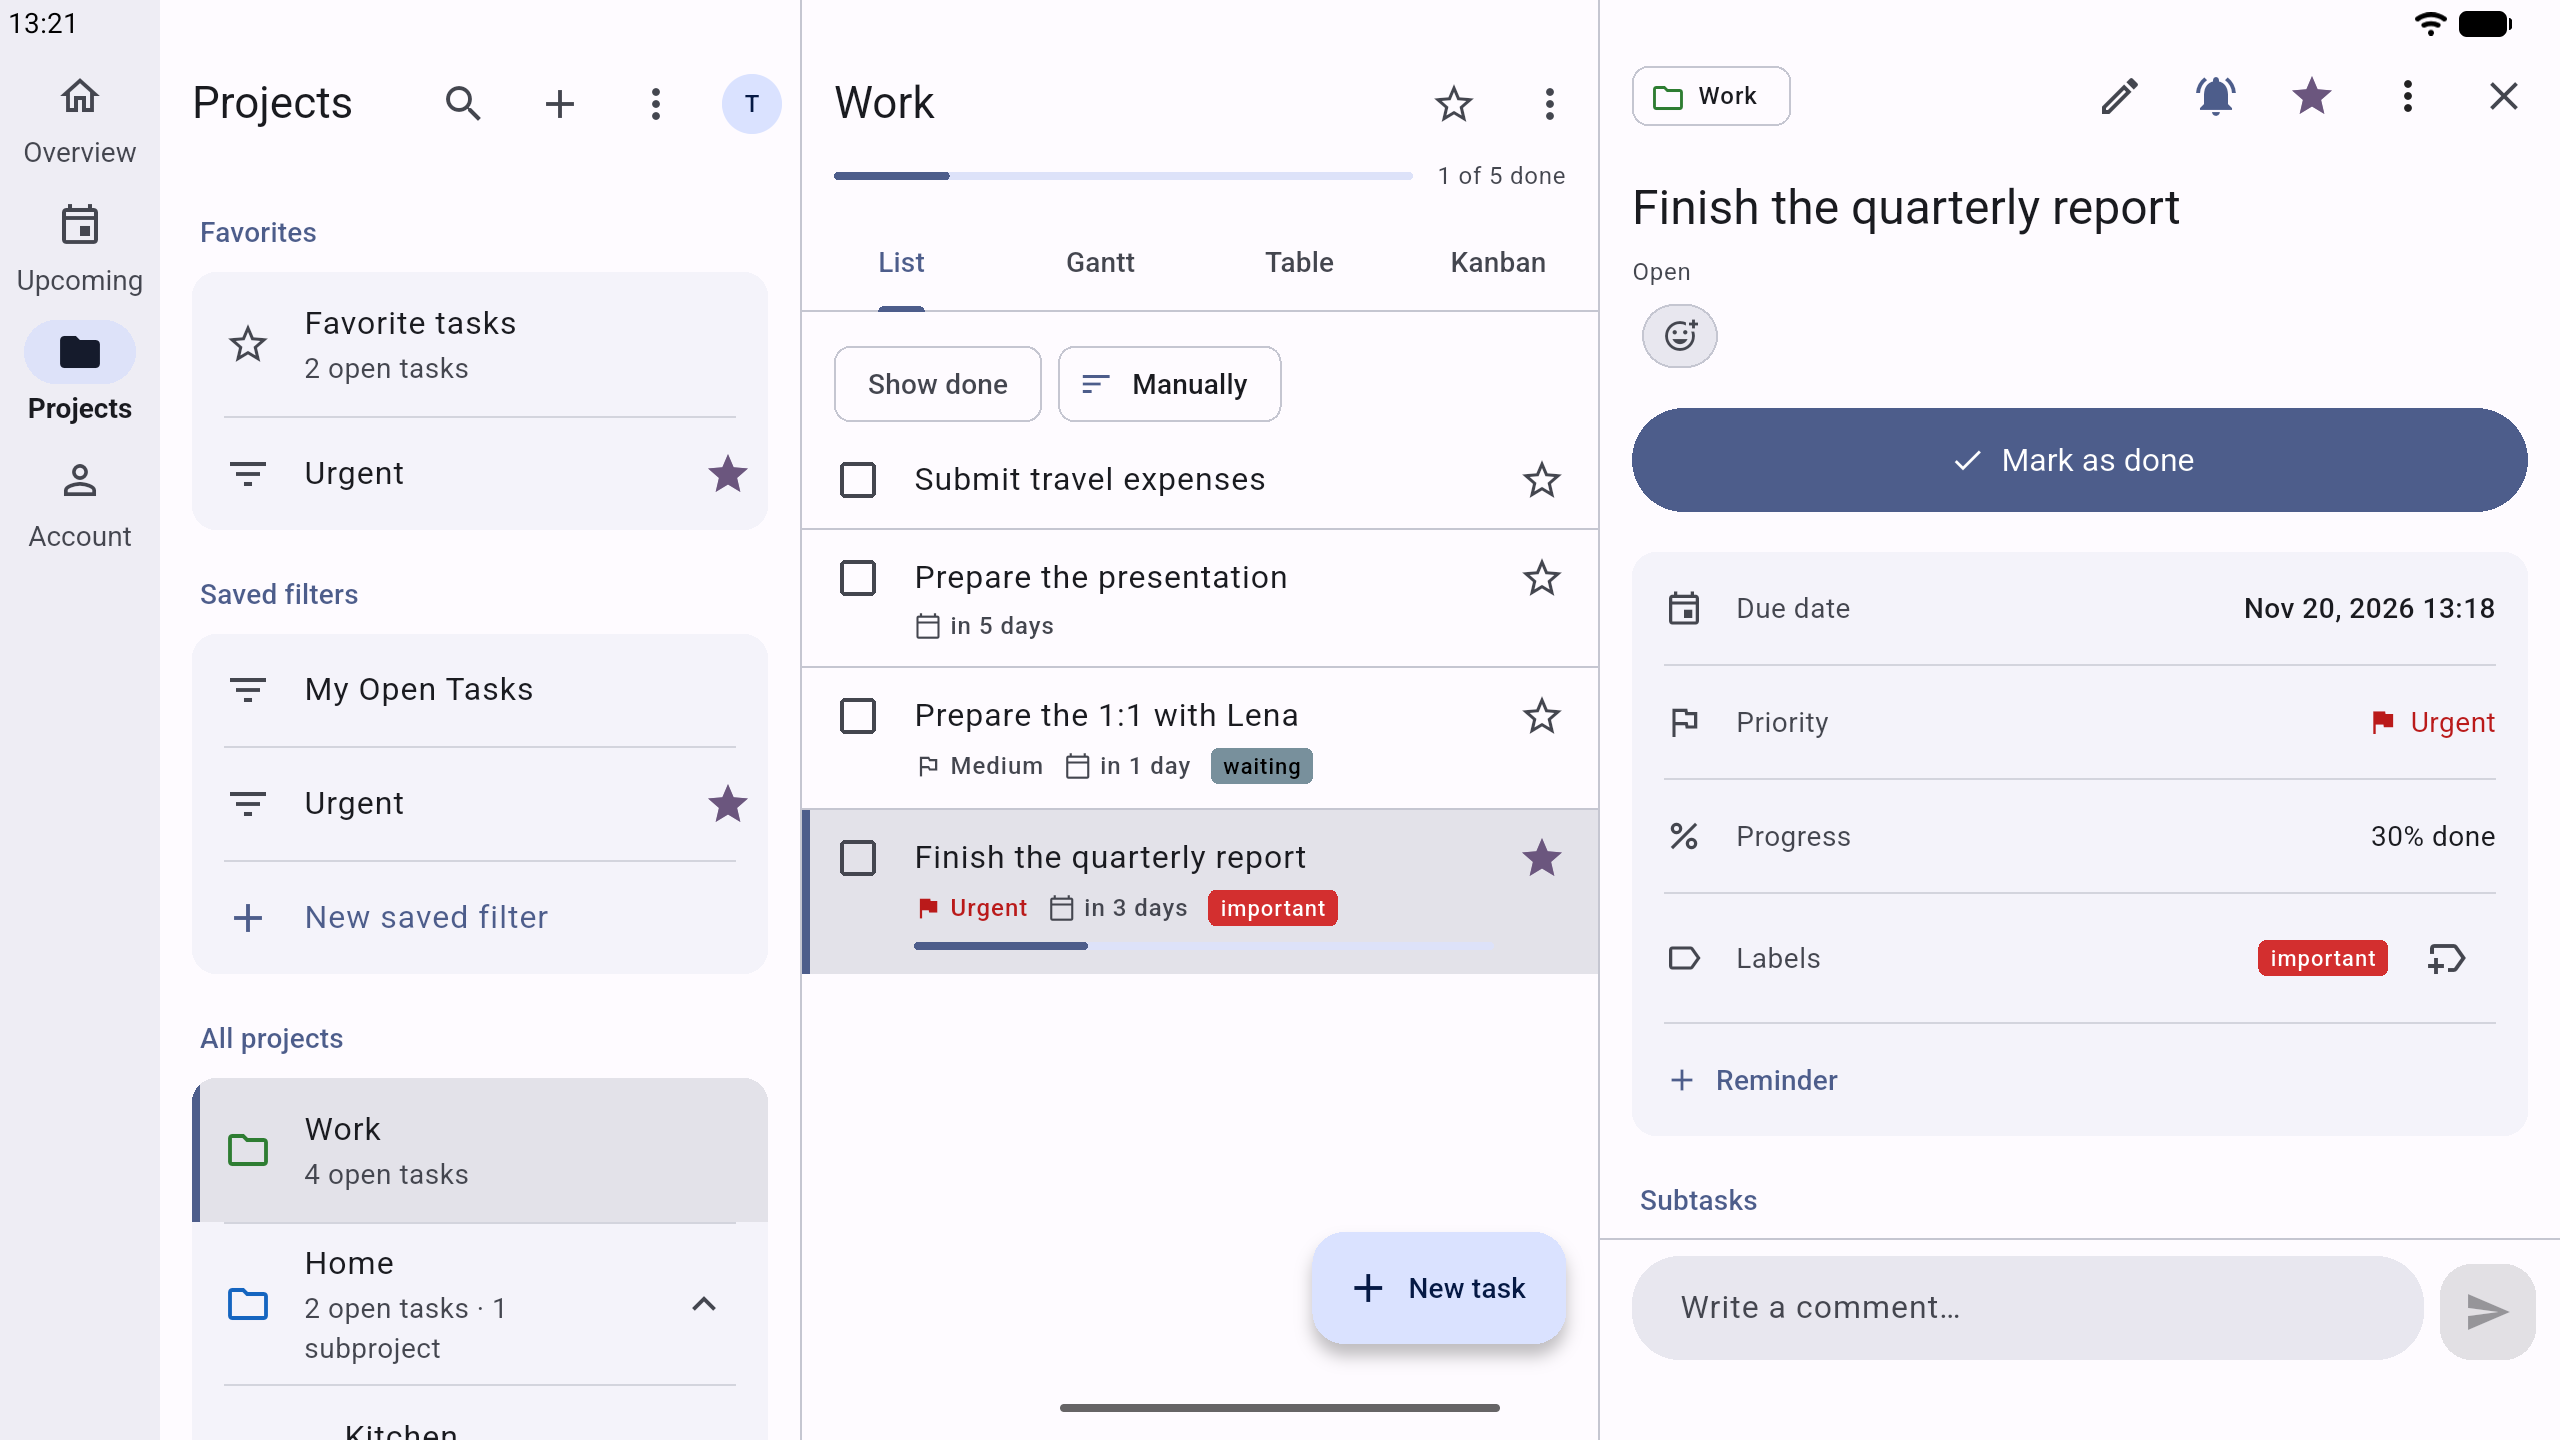 13:21
Overview
Upcoming
Projects
Account
Projects
T
Favorites
Favorite tasks
2 open tasks
Urgent
Saved filters
My Open Tasks
Urgent
New saved filter
All projects
Work
4 open tasks
Home
2 open tasks · 1
subproject
Kitchen
Work
1 of 5 done
List
Gantt
Table
Kanban
Show done
Manually
Submit travel expenses
Prepare the presentation
in 5 days
Prepare the 1:1 with Lena
Medium
in 1 day
waiting
Finish the quarterly report
Urgent
in 3 days
important
New task
Work
Finish the quarterly report
Open
Mark as done
Due date
Nov 20, 2026 13:18
Priority
Urgent
Progress
30% done
Labels
important
Reminder
Subtasks
Write a comment…